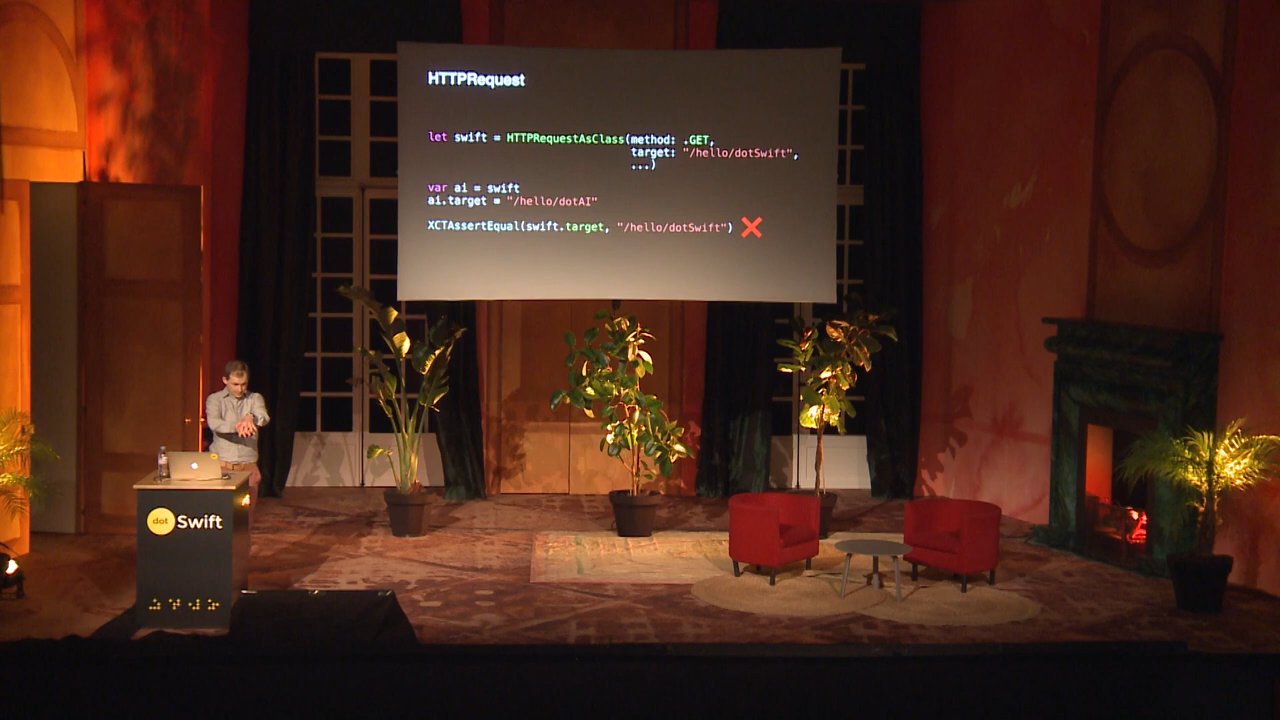 HTTPRequest
let swift = HTTPRequestAsClass(method: .GET,
target: "/hello/dotSwift",
...)
var ai = swift
ai.target = "/hello/dotAI"
XCTAssertEqual(swift.target, "/hello/dotSwift") ❌
dot Swift